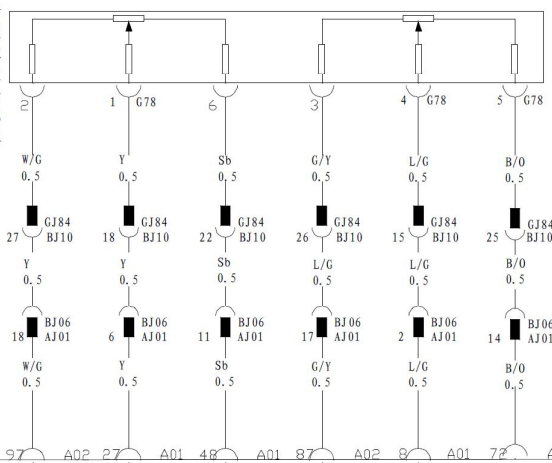 2 1 G78 6 3 4 G78 5 G78
W/G Y Sb G/Y L/G B/O
0.5 0.5 0.5 0.5 0.5 0.5
GJ84 GJ84 GJ84 GJ84 GJ84 GJ84
27 BJ10 18 BJ10 22 BJ10 26 BJ10 15 BJ10 25 BJ10
Y Y Sb L/G L/G B/O
0.5 0.5 0.5 0.5 0.5 0.5
BJ06 BJ06 BJ06 BJ06 BJ06 BJ06
18 AJ01 6 AJ01 11 AJ01 17 AJ01 2 AJ01 14 AJ01
W/G Y Sb G/Y L/G B/O
0.5 0.5 0.5 0.5 0.5 0.5
97 A02 27 A01 48 A01 87 A02 8 A01 72